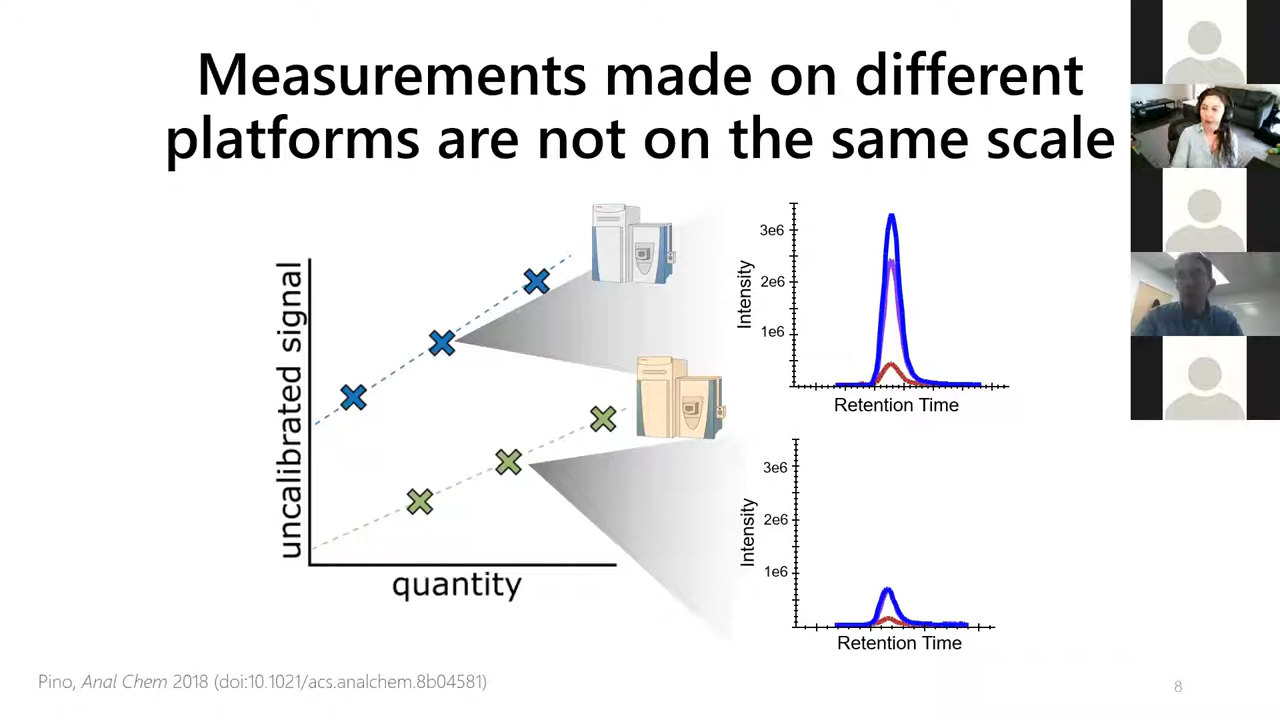 Measurements made on different
platforms are not on the same scale
uncalibrated signal
quantity
Intensity
3e6
2e6
1e6
Retention Time
Intensity
3e6
2e6
1e6
Retention Time
Pino, Anal Chem 2018 (doi:10.1021/acs.analchem.8b04581)
8